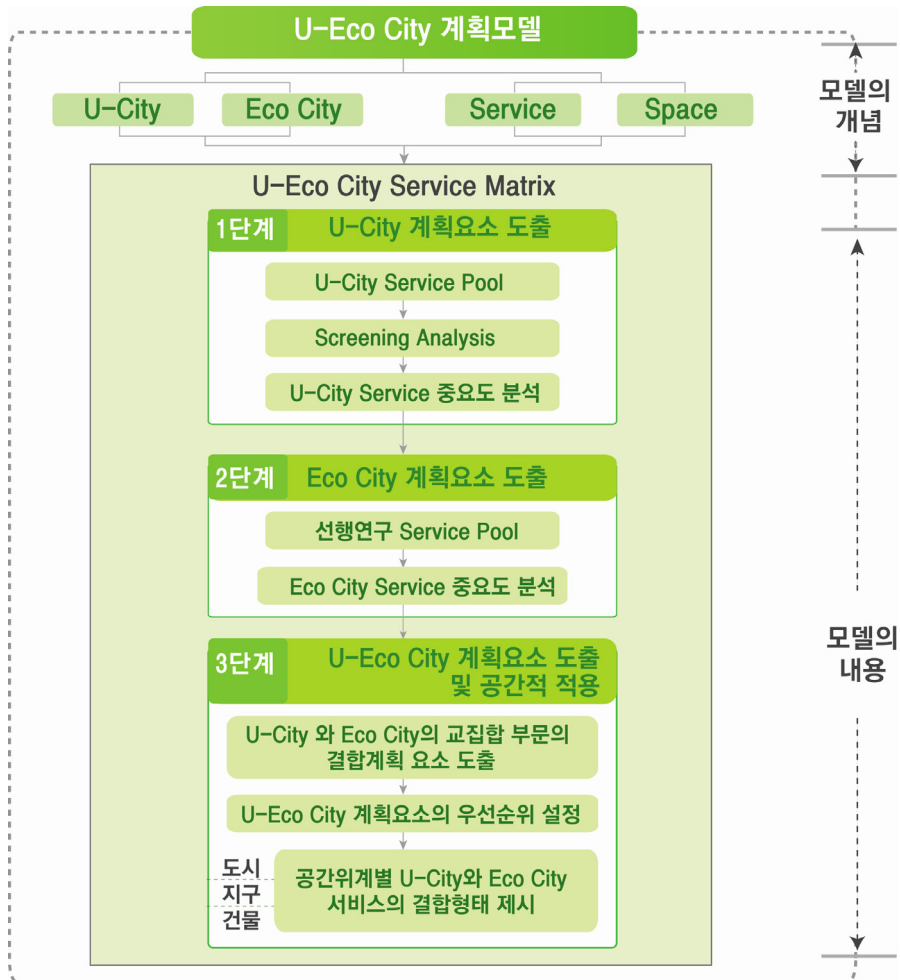 U-Eco City 계획모델
U-City
Eco City
Service
Space
모델의
개념
U-Eco City Service Matrix
1단계
U-City 계획요소 도출
U-City Service Pool
Screening Analysis
U-City Service 중요도 분석
2단계
Eco City 계획요소 도출
선행연구 Service Pool
Eco City Service 중요도 분석
3단계
U-Eco City 계획요소 도출
및 공간적 적용
U-City 와 Eco City의 교집합 부문의
결합계획 요소 도출
U-Eco City 계획요소의 우선순위 설정
도시
지구
건물
공간위계별 U-City와 Eco City
서비스의 결합형태 제시
모델의
내용